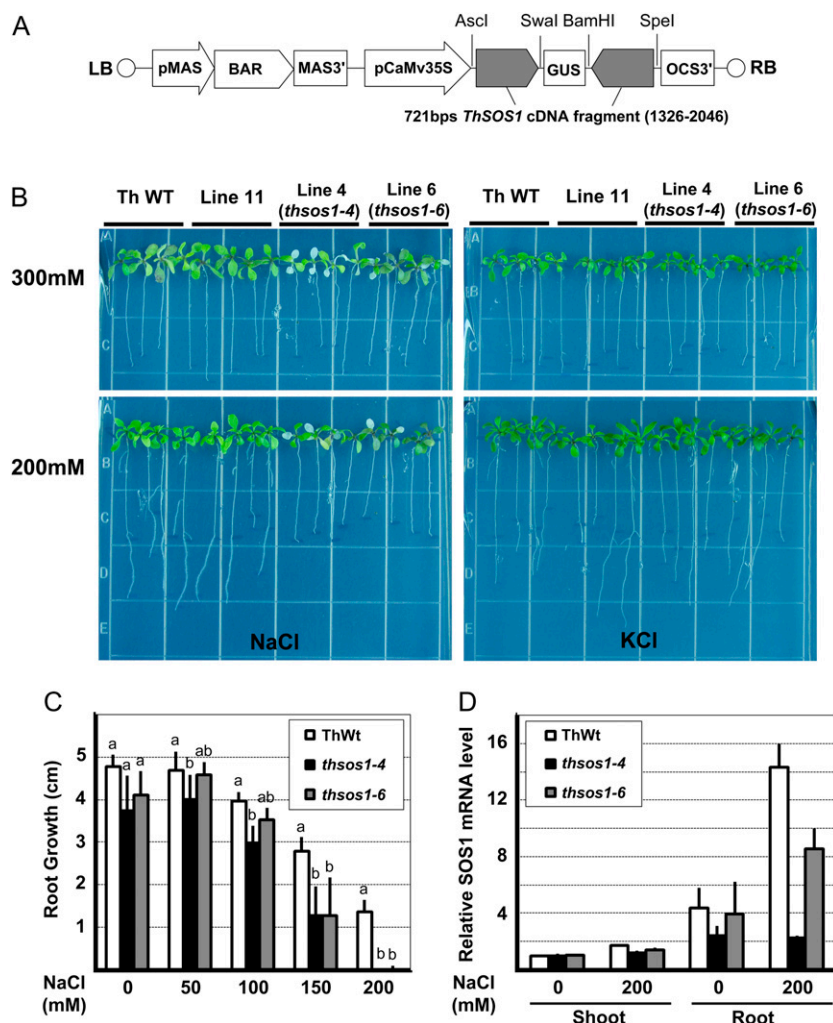 A
AscI SwaI BamHI SpeI
LB pMAS BAR MAS3' pCaMv35S GUS OCS3' RB
721bps ThSOS1 cDNA fragment (1326-2046)
B
Th WT Line 11 Line 4 (thsos1-4) Line 6 (thsos1-6) Th WT Line 11 Line 4 (thsos1-4) Line 6 (thsos1-6)
300mM
A
C
A
B
C
200mM
A
B
C
D
E
NaCl
A
B
C
D
E
KCl
C
ThWt
thsos1-4
thsos1-6
Root Growth (cm)
5
4
3
2
1
a a a
a b ab
a b ab
a b b
a b b
NaCl (mM) 0 50 100 150 200
D
ThWt
thsos1-4
thsos1-6
Relative SOS1 mRNA level
16
12
8
4
NaCl (mM) 0 200 0 200
Shoot Root